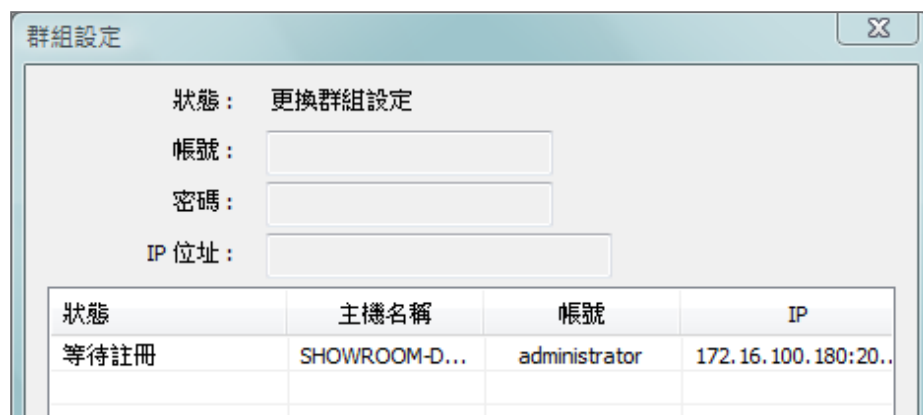 群組設定
狀態： 更換群組設定
帳號：
密碼：
IP 位址：
狀態 主機名稱 帳號 IP
等待註冊 SHOWROOM-D... administrator 172.16.100.180:20..